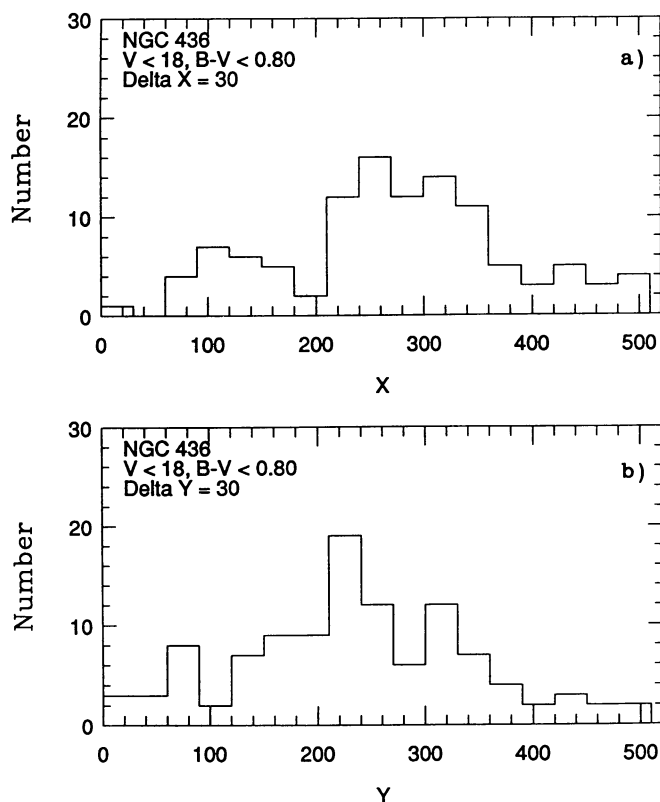 NGC 436
V < 18, B-V < 0.80
Delta X = 30
a)
30
20
10
0
Number
0 100 200 300 400 500
X
NGC 436
V < 18, B-V < 0.80
Delta Y = 30
b)
30
20
10
0
Number
0 100 200 300 400 500
Y